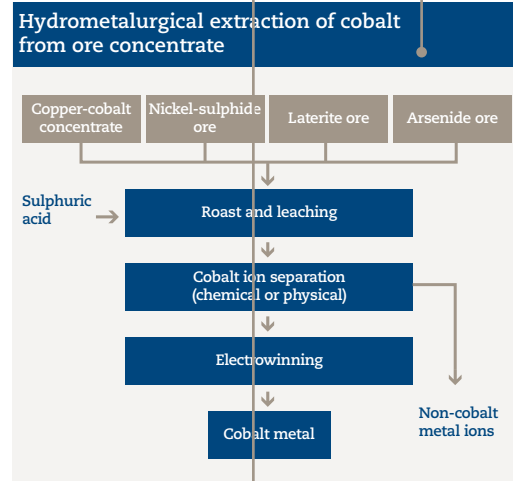 Hydrometalurgical extraction of cobalt
from ore concentrate
Copper-cobalt
concentrate
Nickel-sulphide
ore
Laterite ore
Arsenide ore
Sulphuric
acid
Roast and leaching
Cobalt ion separation
(chemical or physical)
Electrowinning
Non-cobalt
metal ions
Cobalt metal